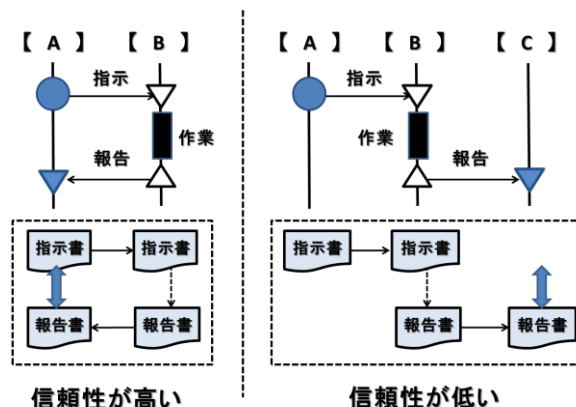 【 A 】 【 B 】
指示
作業
報告
指示書 指示書
報告書 報告書
信頼性が高い
【 A 】 【 B 】 【 C 】
指示
作業
報告
指示書 指示書
報告書 報告書
信頼性が低い